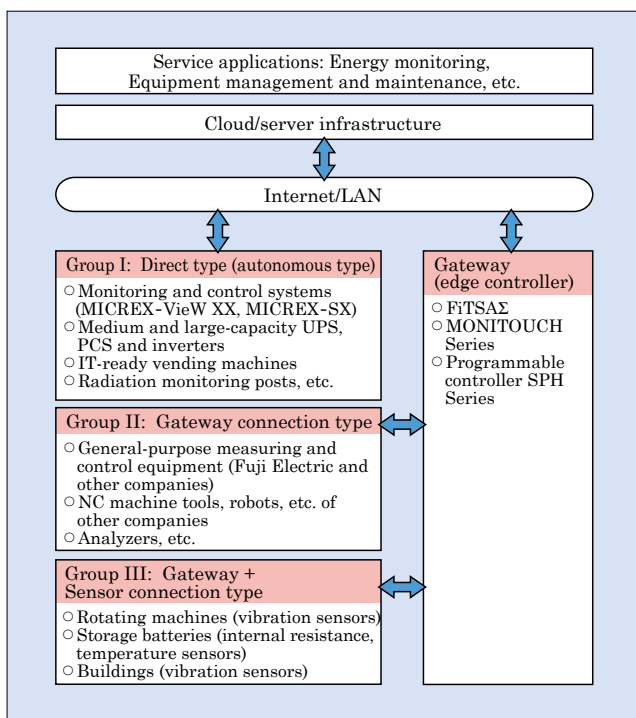 Service applications: Energy monitoring,
Equipment management and maintenance, etc.
Cloud/server infrastructure
Internet/LAN
Group I: Direct type (autonomous type)
○ Monitoring and control systems
(MICREX-VieW XX, MICREX-SX)
○ Medium and large-capacity UPS,
PCS and inverters
○ IT-ready vending machines
○ Radiation monitoring posts, etc.
Group II: Gateway connection type
○ General-purpose measuring and
control equipment (Fuji Electric and
other companies)
○ NC machine tools, robots, etc. of
other companies
○ Analyzers, etc.
Group III: Gateway +
Sensor connection type
○ Rotating machines (vibration sensors)
○ Storage batteries (internal resistance,
temperature sensors)
○ Buildings (vibration sensors)
Gateway
(edge controller)
○ FiTSAΣ
○ MONITOUCH
Series
○ Programmable
controller SPH
Series